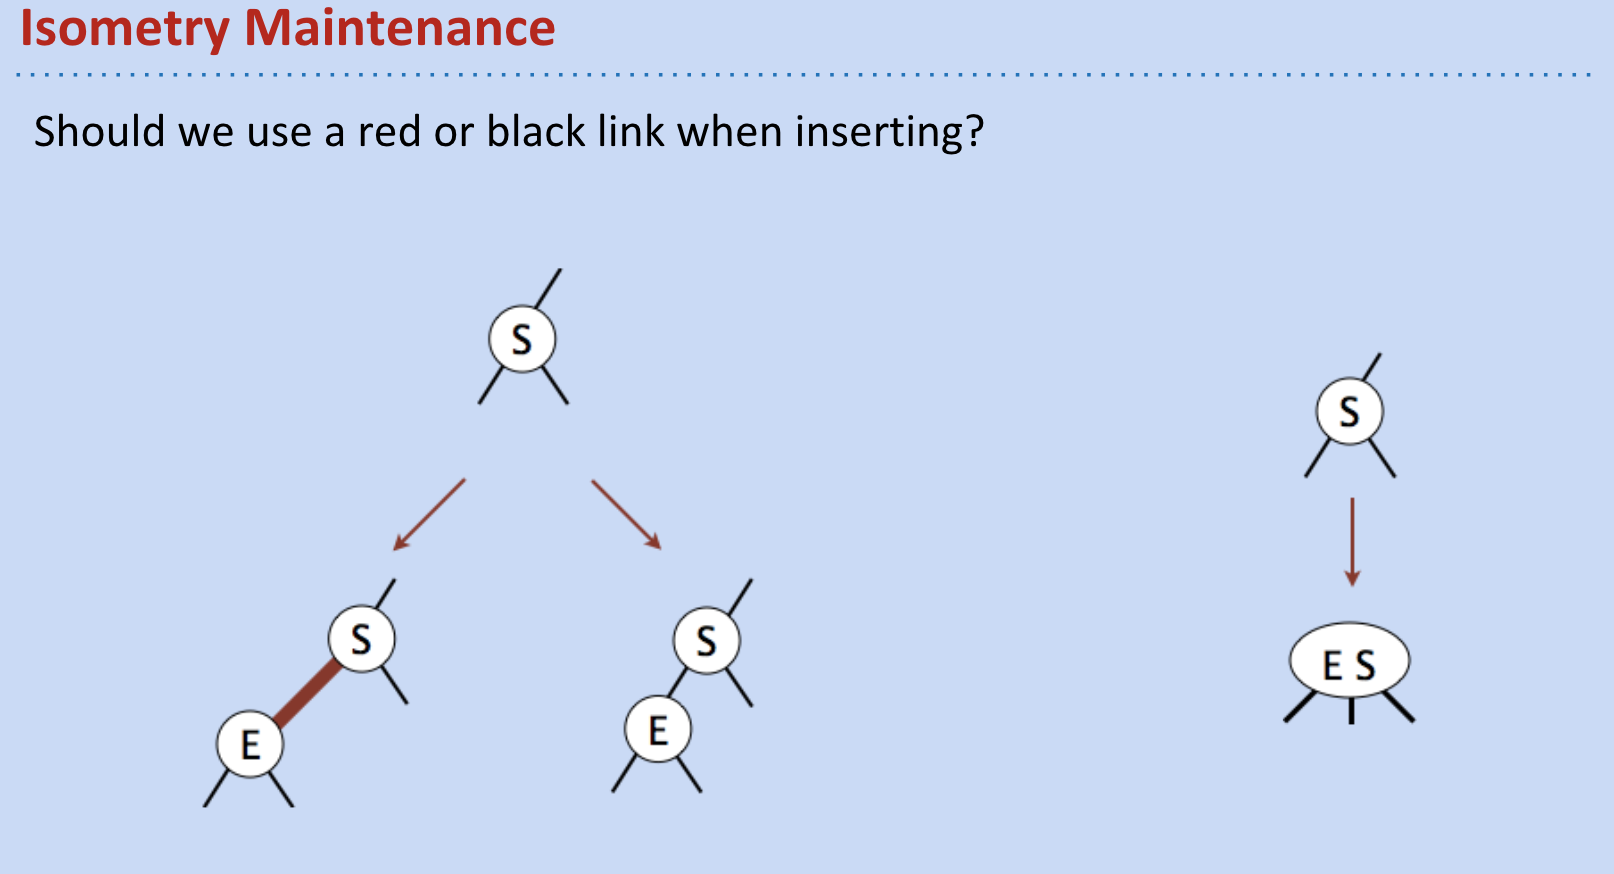 Isometry Maintenance
Should we use a red or black link when inserting?
S
S
S
S
E
E
E S